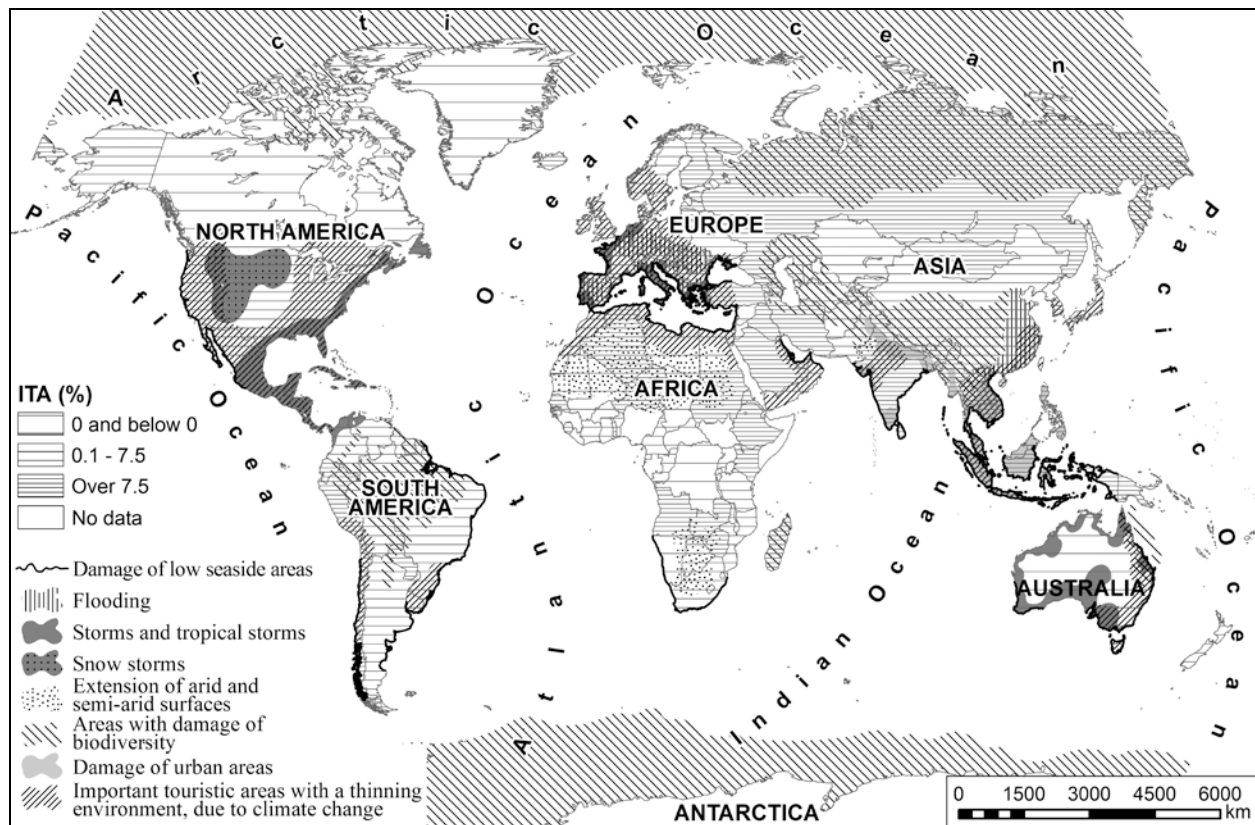 Arctic Ocean
Pacific Ocean
Atlantic Ocean
Pacific Ocean
Indian Ocean
NORTH AMERICA
EUROPE
ASIA
AFRICA
SOUTH
AMERICA
AUSTRALIA
ANTARCTICA
ITA (%)
0 and below 0
0.1 - 7.5
Over 7.5
No data
Damage of low seaside areas
Flooding
Storms and tropical storms
Snow storms
Extension of arid and
semi-arid surfaces
Areas with damage of
biodiversity
Damage of urban areas
Important touristic areas with a thinning
environment, due to climate change
0 1500 3000 4500 6000
km